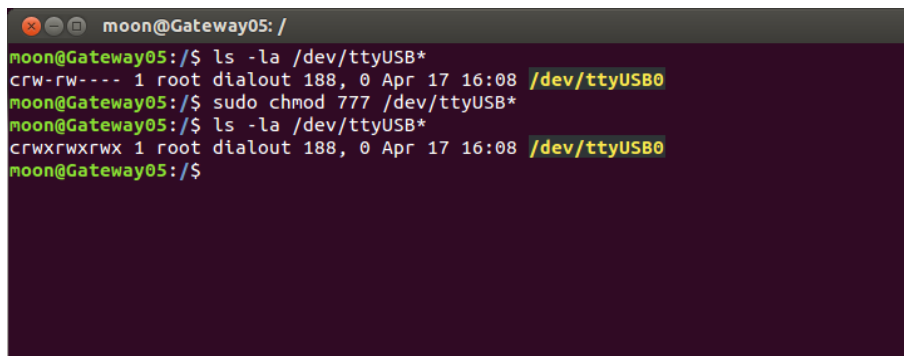 moon@Gateway05: /
moon@Gateway05:/$ ls -la /dev/ttyUSB*
crw-rw---- 1 root dialout 188, 0 Apr 17 16:08 /dev/ttyUSB0
moon@Gateway05:/$ sudo chmod 777 /dev/ttyUSB*
moon@Gateway05:/$ ls -la /dev/ttyUSB*
crwxrwxrwx 1 root dialout 188, 0 Apr 17 16:08 /dev/ttyUSB0
moon@Gateway05:/$